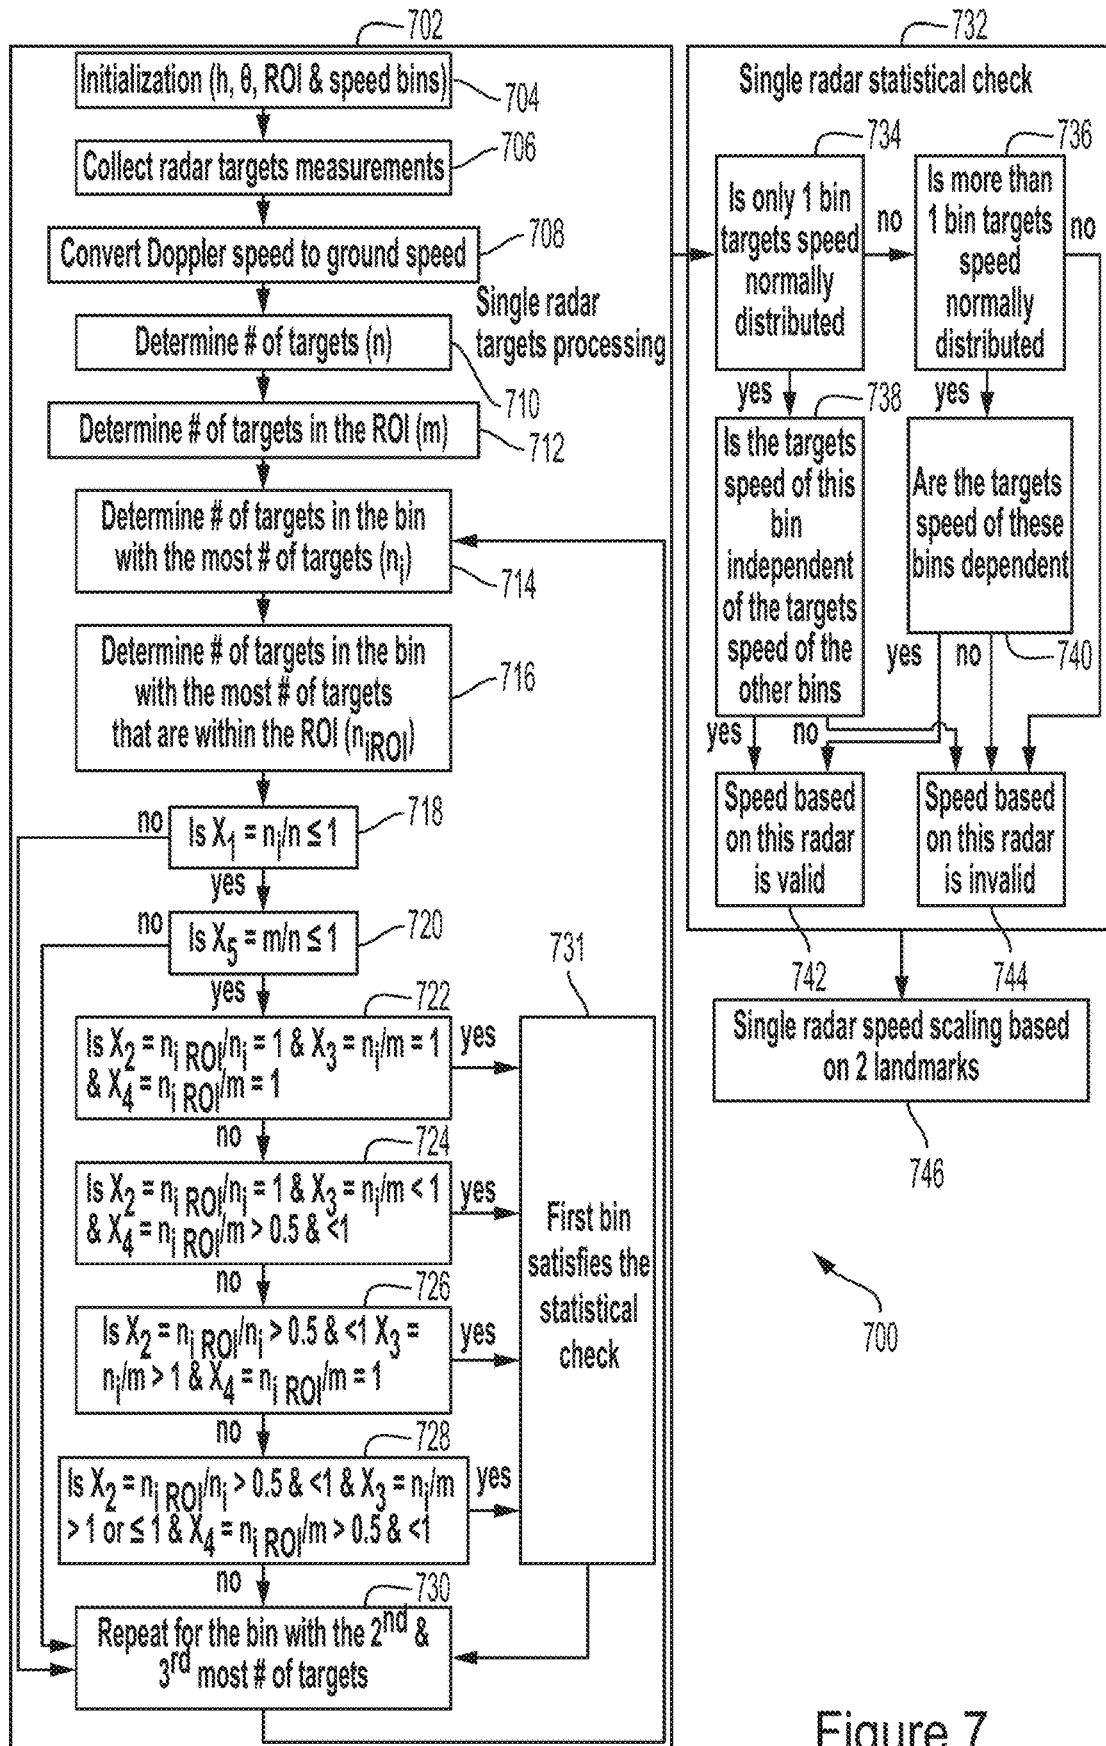 702
Initialization (h, θ, ROI & speed bins)
704
Collect radar targets measurements
706
Convert Doppler speed to ground speed
708
Single radar
targets processing
Determine # of targets (n)
710
Determine # of targets in the ROI (m)
712
Determine # of targets in the bin
with the most # of targets (nᵢ)
714
Determine # of targets in the bin
with the most # of targets
that are within the ROI (niROI)
716
no
Is X1 = ni/n ≤ 1
718
yes
no
Is X5 = m/n ≤ 1
720
yes
722
Is X2 = ni ROI/ni = 1 & X3 = ni/m = 1
& X4 = ni ROI/m = 1
yes
no
724
Is X2 = ni ROI/ni = 1 & X3 = ni/m < 1
& X4 = ni ROI/m > 0.5 & <1
yes
no
726
Is X2 = ni ROI/ni > 0.5 & <1 X3 =
ni/m > 1 & X4 = ni ROI/m = 1
yes
no
728
Is X2 = ni ROI/ni > 0.5 & <1 & X3 = ni/m
> 1 or ≤ 1 & X4 = ni ROI/m > 0.5 & <1
yes
no
730
Repeat for the bin with the 2nd &
3rd most # of targets
731
First bin
satisfies the
statistical
check
732
Single radar statistical check
734
Is only 1 bin
targets speed
normally
distributed
no
736
Is more than
1 bin targets
speed
normally
distributed
no
yes
738
Is the targets
speed of this
bin
independent
of the targets
speed of the
other bins
yes
Are the targets
speed of these
bins dependent
740
yes
no
yes
no
Speed based
on this radar
is valid
742
Speed based
on this radar
is invalid
744
Single radar speed scaling based
on 2 landmarks
746
700
Figure 7